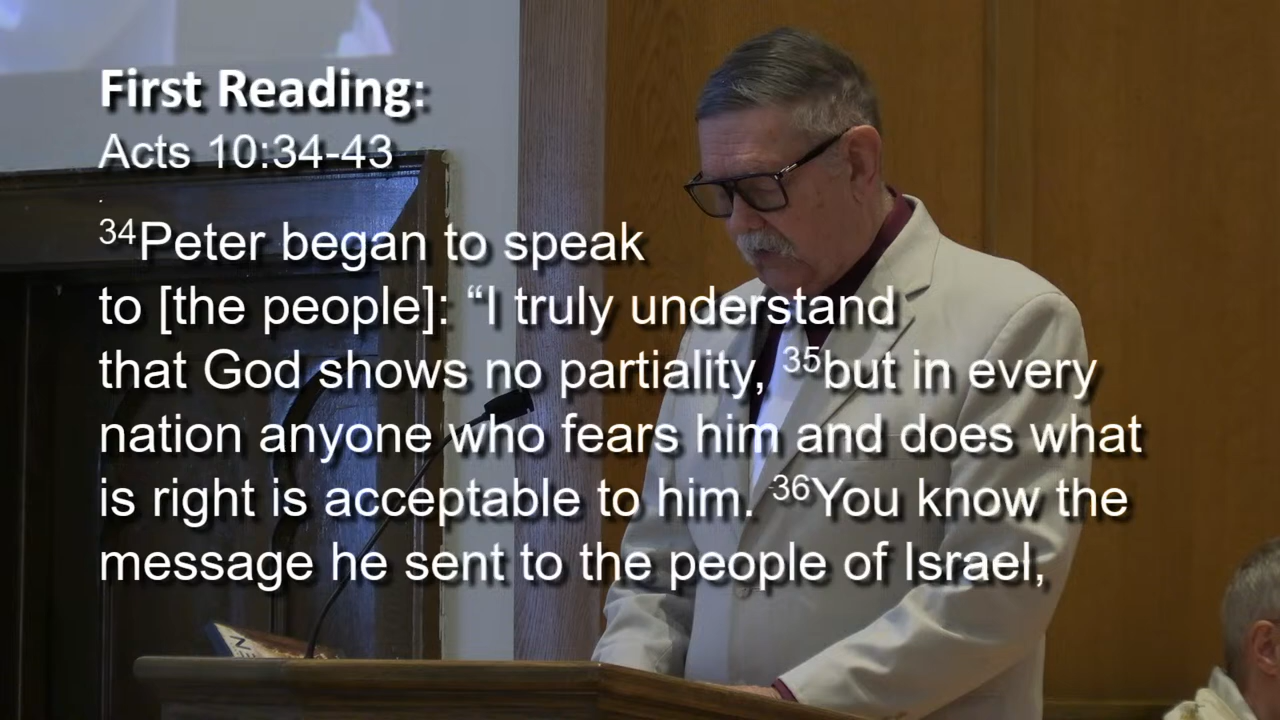 First Reading:
Acts 10:34-43
34Peter began to speak
to [the people]: “I truly understand
that God shows no partiality, 35but in every
nation anyone who fears him and does what
is right is acceptable to him. 36You know the
message he sent to the people of Israel,